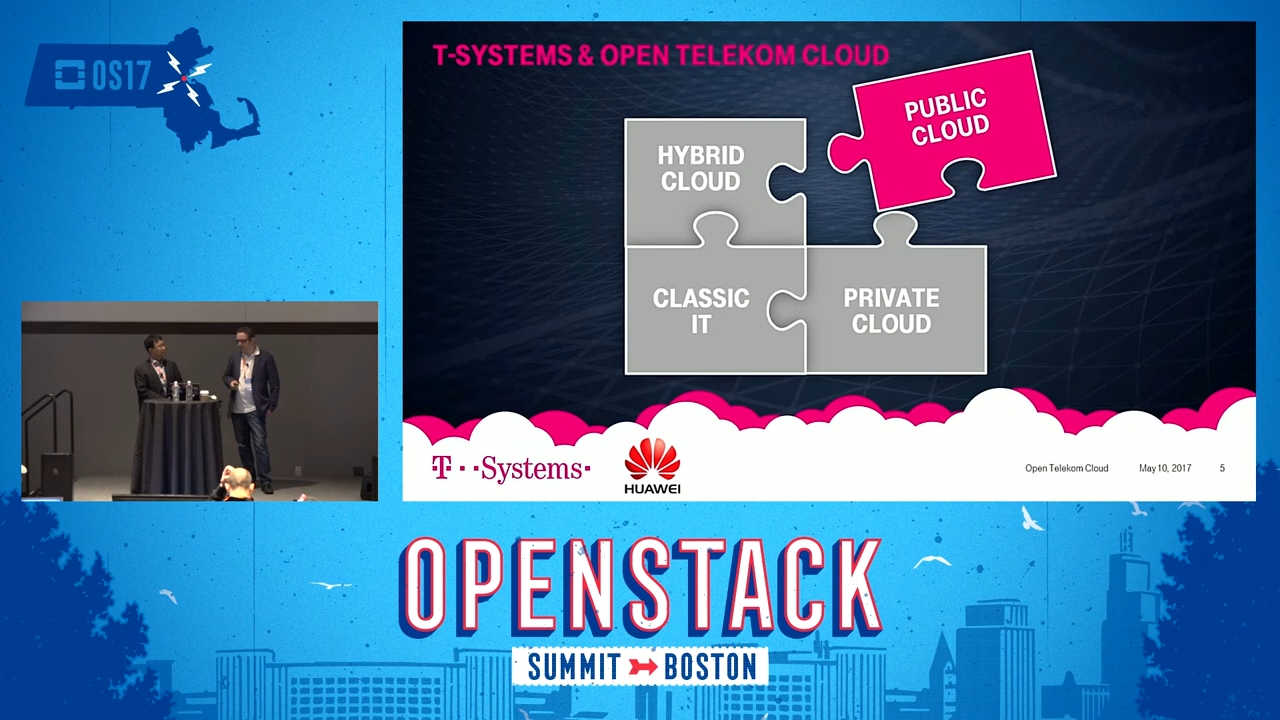 OS17
T-SYSTEMS & OPEN TELEKOM CLOUD
PUBLIC
CLOUD
HYBRID
CLOUD
CLASSIC
IT
PRIVATE
CLOUD
T··Systems·
HUAWEI
Open Telekom Cloud May 10, 2017 5
OPENSTACK
SUMMIT BOSTON